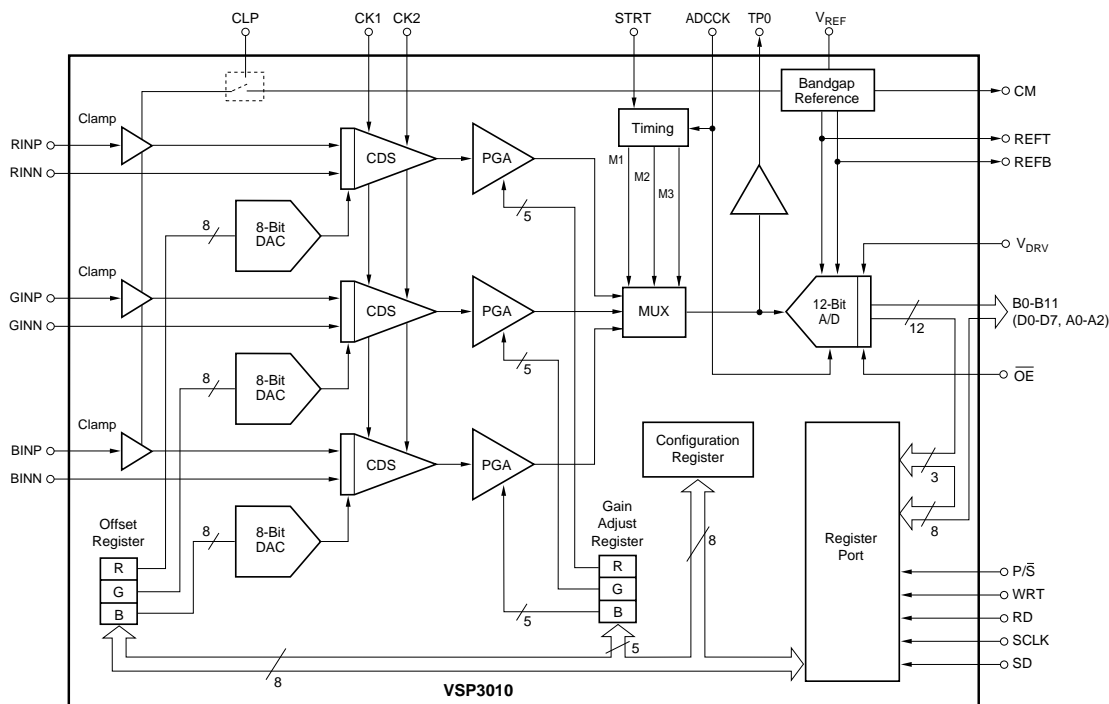 CLP
CK1
CK2
STRT
ADCCK
TP0
VREF
Bandgap
Reference
CM
Clamp
Timing
REFT
RINP
CDS
PGA
M1
REFB
RINN
M2
M3
5
8
8-Bit
DAC
VDRV
Clamp
GINP
CDS
PGA
MUX
12-Bit
A/D
B0-B11
(D0-D7, A0-A2)
GINN
12
5
8
8-Bit
DAC
OE
Clamp
Configuration
Register
BINP
CDS
PGA
BINN
3
Offset
Register
8
8-Bit
DAC
Gain
Adjust
Register
8
Register
Port
8
R
G
B
R
G
B
5
P/S
WRT
RD
SCLK
SD
5
8
VSP3010